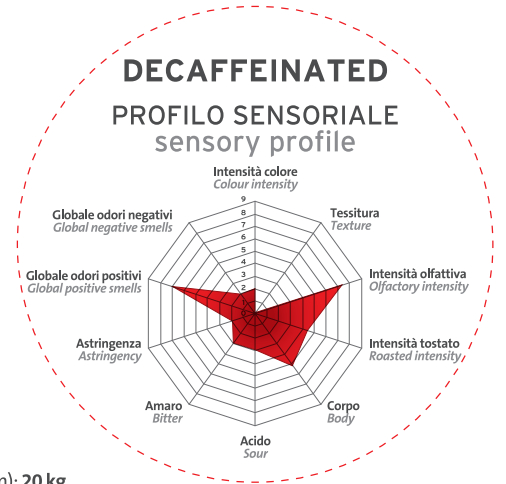 DECAFFEINATED
PROFILO SENSORIALE
sensory profile
Intensità colore
Colour intensity
9
8
7
6
5
4
3
2
1
Globale odori negativi
Global negative smells
Tessitura
Texture
Globale odori positivi
Global positive smells
Intensità olfattiva
Olfactory intensity
Astringenza
Astringency
Intensità tostato
Roasted intensity
Amaro
Bitter
Corpo
Body
Acido
Sour
): 20 kg